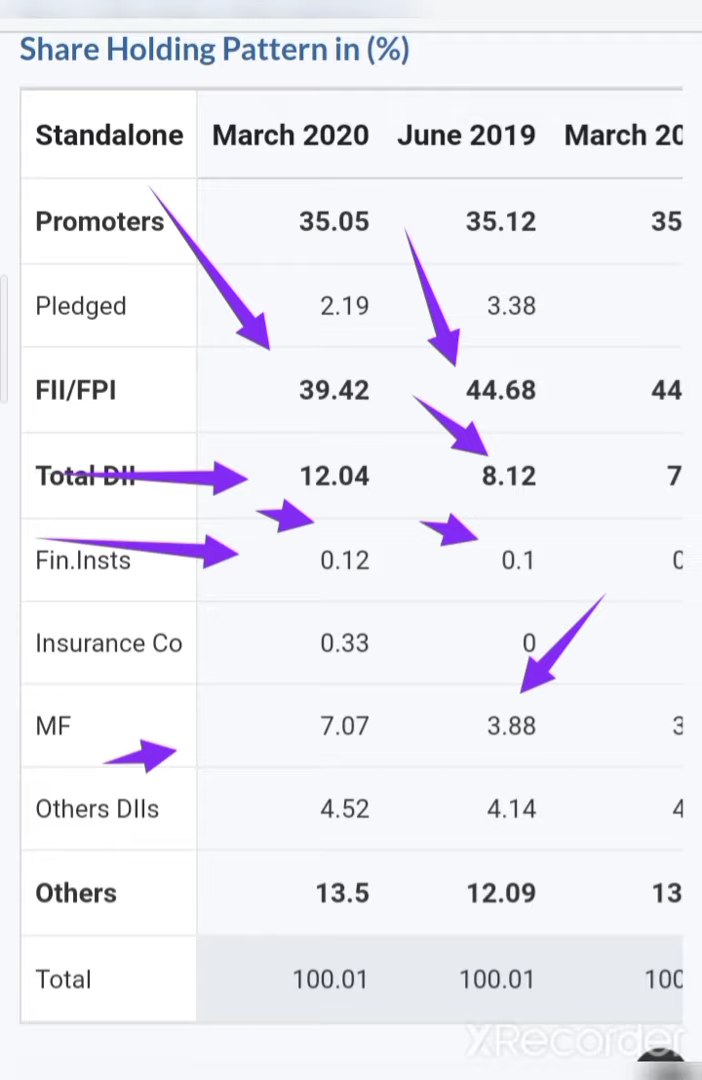 Share Holding Pattern in (%)
Standalone March 2020 June 2019 March 20
Promoters 35.05 35.12 35
Pledged 2.19 3.38
FII/FPI 39.42 44.68 44
Total DII 12.04 8.12 7
Fin.Insts 0.12 0.1 0
Insurance Co 0.33 0
MF 7.07 3.88 3
Others DIIs 4.52 4.14 4
Others 13.5 12.09 13
Total 100.01 100.01 100
XRecorder